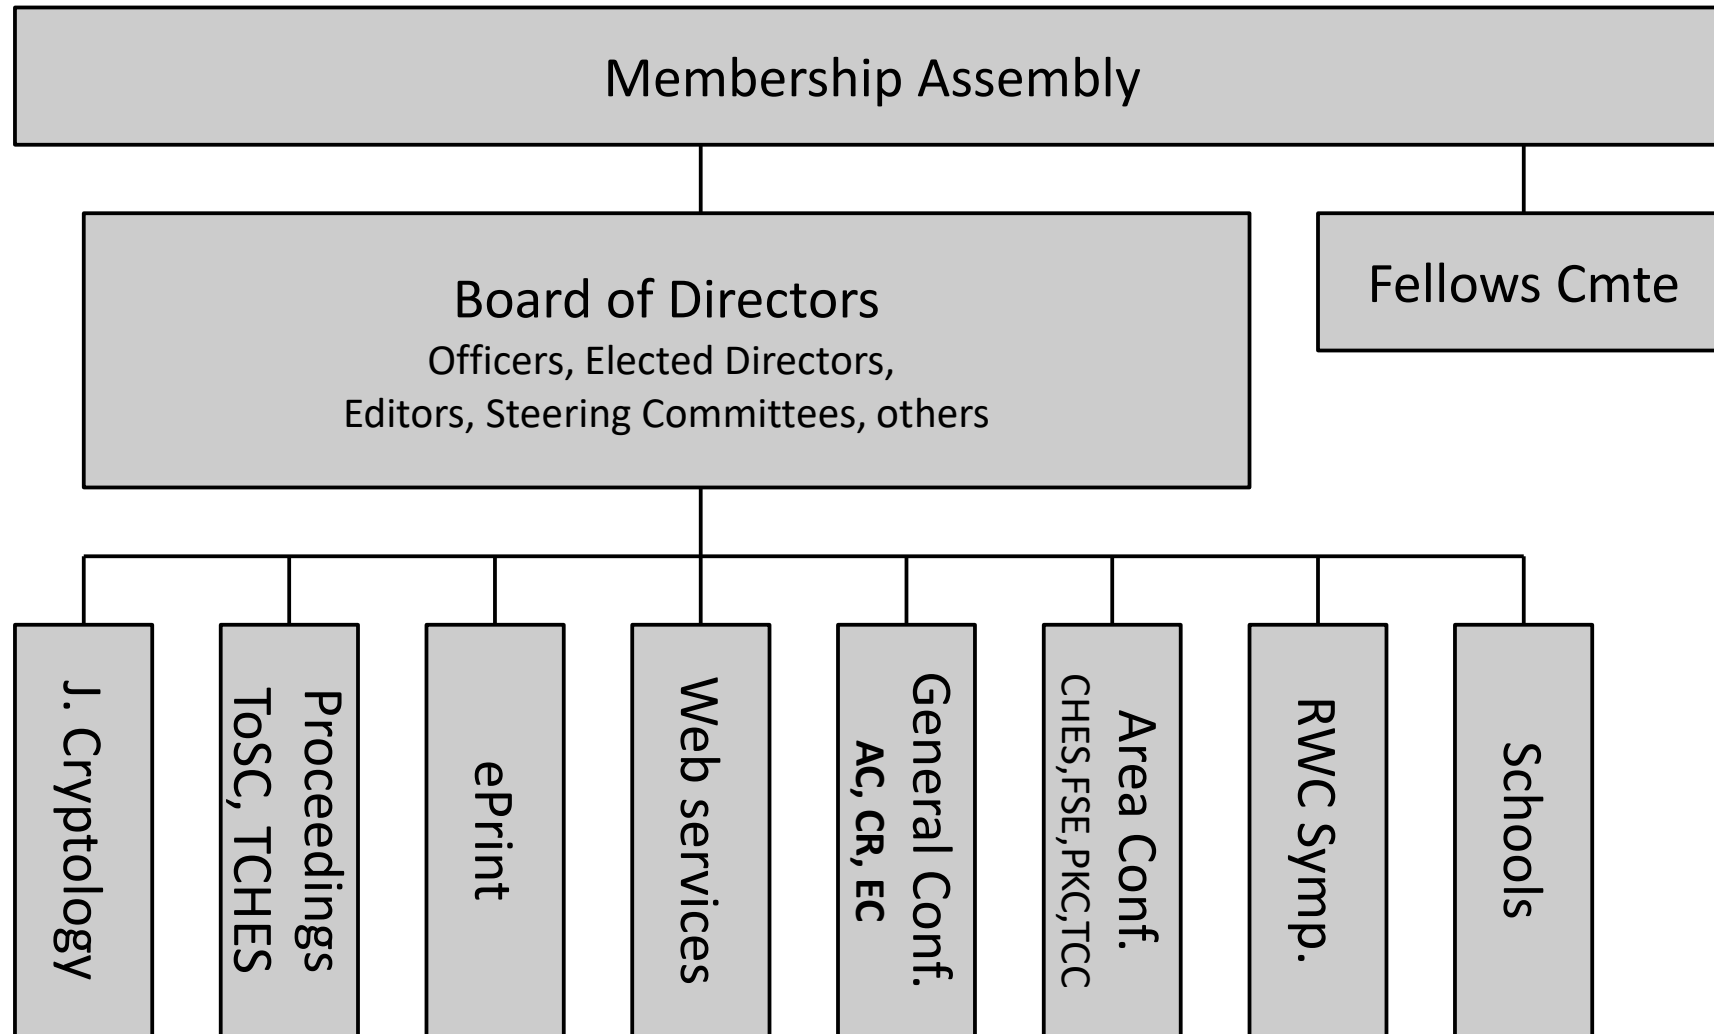 Membership Assembly
Board of Directors
Officers, Elected Directors,
Editors, Steering Committees, others
Fellows Cmte
J. Cryptology
Proceedings
ToSC, TCHES
ePrint
Web services
General Conf.
AC, CR, EC
Area Conf.
CHES,FSE,PKC,TCC
RWC Symp.
Schools